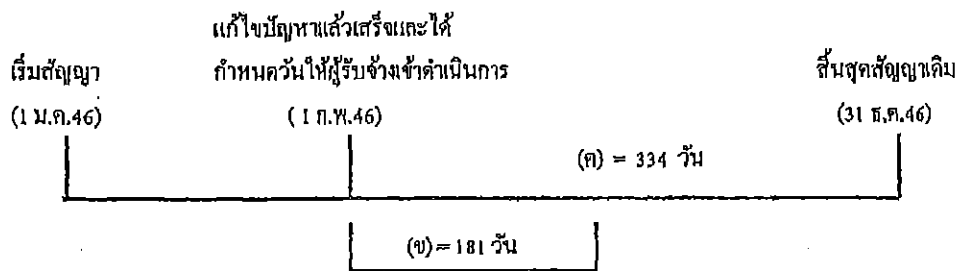 แก้ไขปัญหาแล้วเสร็จและได้
เริ่มสัญญา กำหนดวันให้ผู้รับจ้างเข้าดำเนินการ สิ้นสุดสัญญาเดิม
(1 ม.ค.46) ( 1 ก.พ.46) (31 ธ.ค.46)
(ค) = 334 วัน
(ข)= 181 วัน